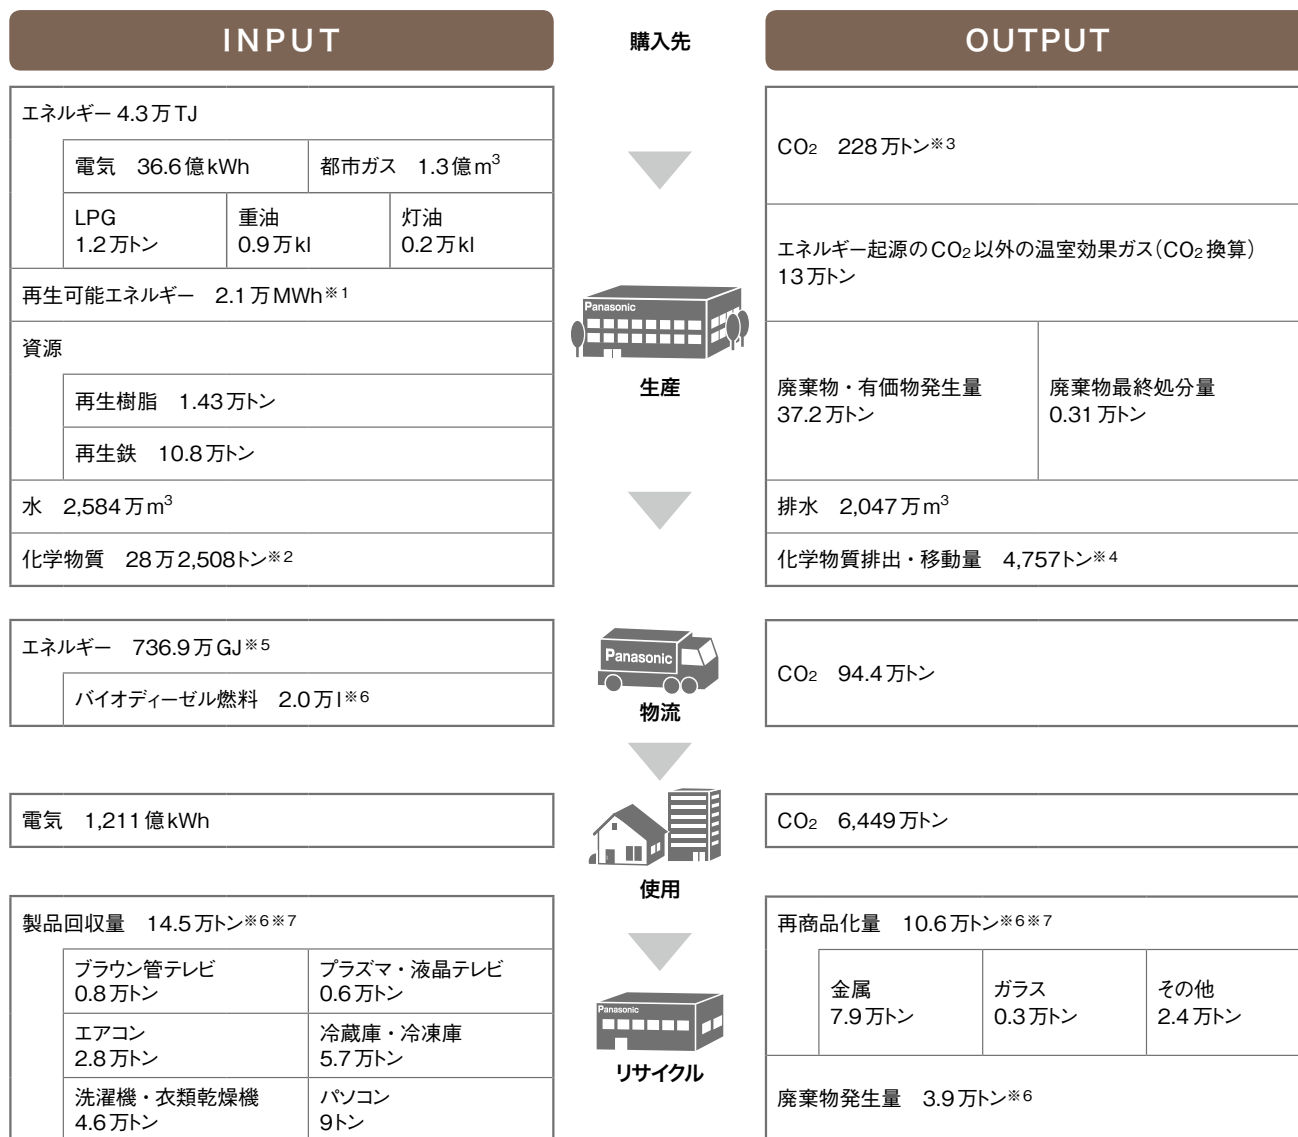 INPUT
購入先
OUTPUT
エネルギー 4.3万TJ
電気 36.6億kWh
都市ガス 1.3億m³
LPG
1.2万トン
重油
0.9万kl
灯油
0.2万kl
再生可能エネルギー 2.1万MWh※1
資源
再生樹脂 1.43万トン
再生鉄 10.8万トン
水 2,584万m³
化学物質 28万2,508トン※2
Panasonic
生産
CO₂ 228万トン※3
エネルギー起源のCO₂以外の温室効果ガス(CO₂換算)
13万トン
廃棄物・有価物発生量
37.2万トン
廃棄物最終処分量
0.31万トン
排水 2,047万m³
化学物質排出・移動量 4,757トン※4
エネルギー 736.9万GJ※5
バイオディーゼル燃料 2.0万l※6
Panasonic
物流
CO₂ 94.4万トン
電気 1,211億kWh
使用
CO₂ 6,449万トン
製品回収量 14.5万トン※6※7
ブラウン管テレビ
0.8万トン
プラズマ・液晶テレビ
0.6万トン
エアコン
2.8万トン
冷蔵庫・冷凍庫
5.7万トン
洗濯機・衣類乾燥機
4.6万トン
パソコン
9トン
Panasonic
リサイクル
再商品化量 10.6万トン※6※7
金属
7.9万トン
ガラス
0.3万トン
その他
2.4万トン
廃棄物発生量 3.9万トン※6